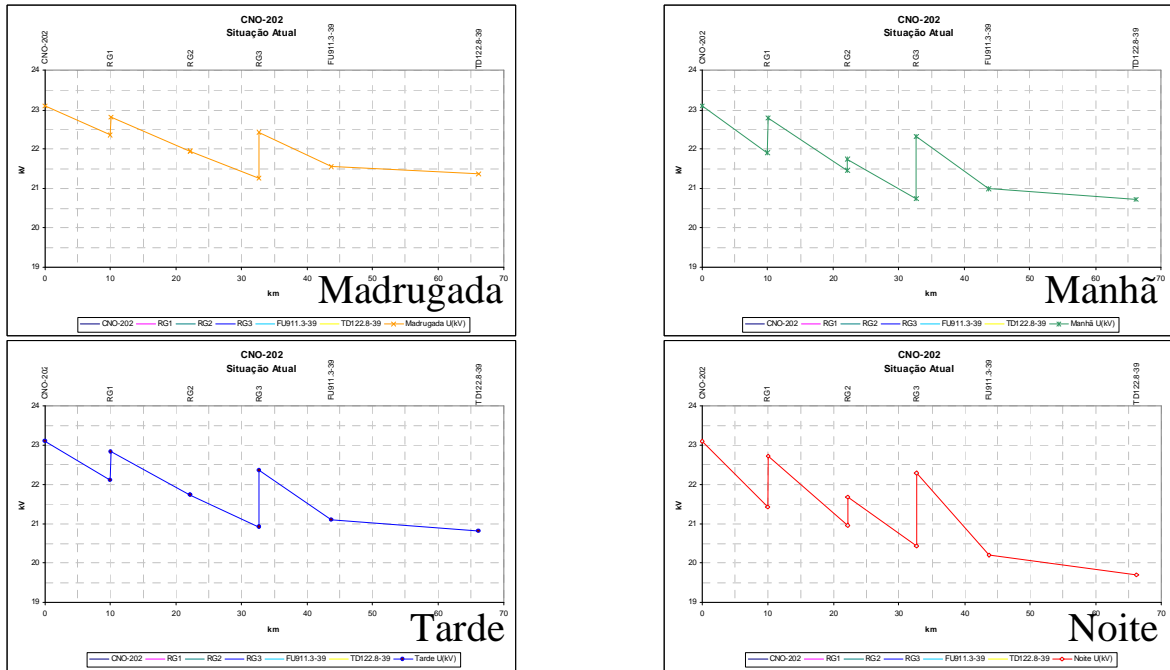 CNO-202
Situação Atual
CNO-202
RG1
RG2
RG3
FU911.3-39
TD122.8-39
24
23
22
21
20
19
kV
0 10 20 30 40 50 60 70
km
Madrugada
CNO-202 RG1 RG2 RG3 FU911.3-39 TD122.8-39 Madrugada U(kV)
CNO-202
Situação Atual
CNO-202
RG1
RG2
RG3
FU911.3-39
TD122.8-39
24
23
22
21
20
19
kV
0 10 20 30 40 50 60 70
km
Manhã
CNO-202 RG1 RG2 RG3 FU911.3-39 TD122.8-39 Manhã U(kV)
CNO-202
Situação Atual
RG1
RG2
RG3
FU911.3-39
TD122.8-39
24
23
22
21
20
19
kV
0 10 20 30 40 50 60 70
km
Tarde
CNO-202 RG1 RG2 RG3 FU911.3-39 TD122.8-39 Tarde U(kV)
CNO-202
Situação Atual
CNO-202
RG1
RG2
RG3
FU911.3-39
TD122.8-39
24
23
22
21
20
19
kV
0 10 20 30 40 50 60 70
km
Noite
CNO-202 RG1 RG2 RG3 FU911.3-39 TD122.8-39 Noite U(kV)